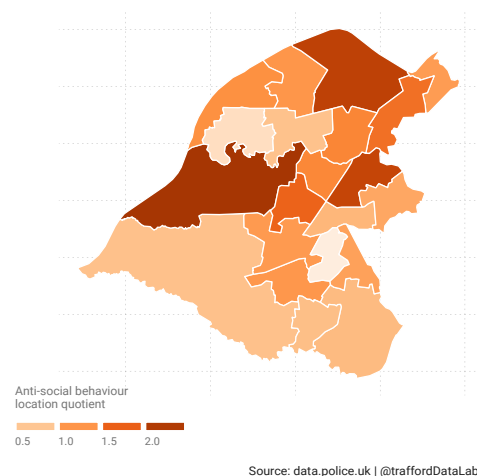 Anti-social behaviour
location quotient
0.5 1.0 1.5 2.0
Source: data.police.uk | @traffordDataLab